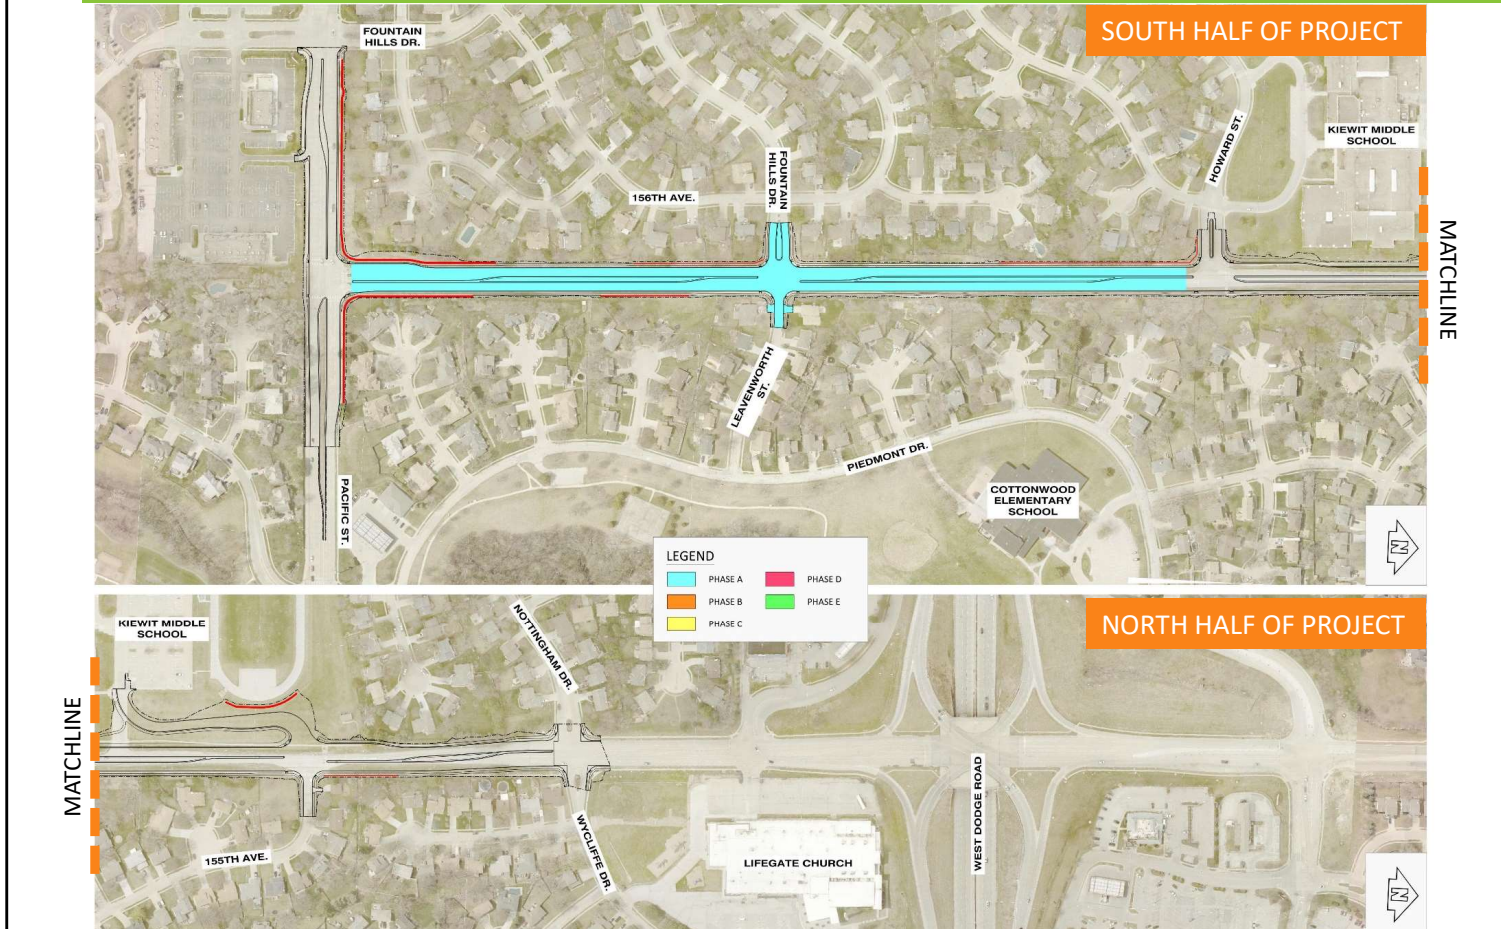 SOUTH HALF OF PROJECT
FOUNTAIN
HILLS DR.
KIEWIT MIDDLE
SCHOOL
HOWARD ST.
FOUNTAIN
HILLS DR.
156TH AVE.
MATCHLINE
LEAVENWORTH
ST.
PIEDMONT DR.
COTTONWOOD
ELEMENTARY
SCHOOL
PACIFIC ST.
N
LEGEND
PHASE A
PHASE D
PHASE B
PHASE E
PHASE C
NORTH HALF OF PROJECT
KIEWIT MIDDLE
SCHOOL
NOTTINGHAM DR.
MATCHLINE
WEST DODGE ROAD
155TH AVE.
WYCLIFFE DR.
LIFEGATE CHURCH
N